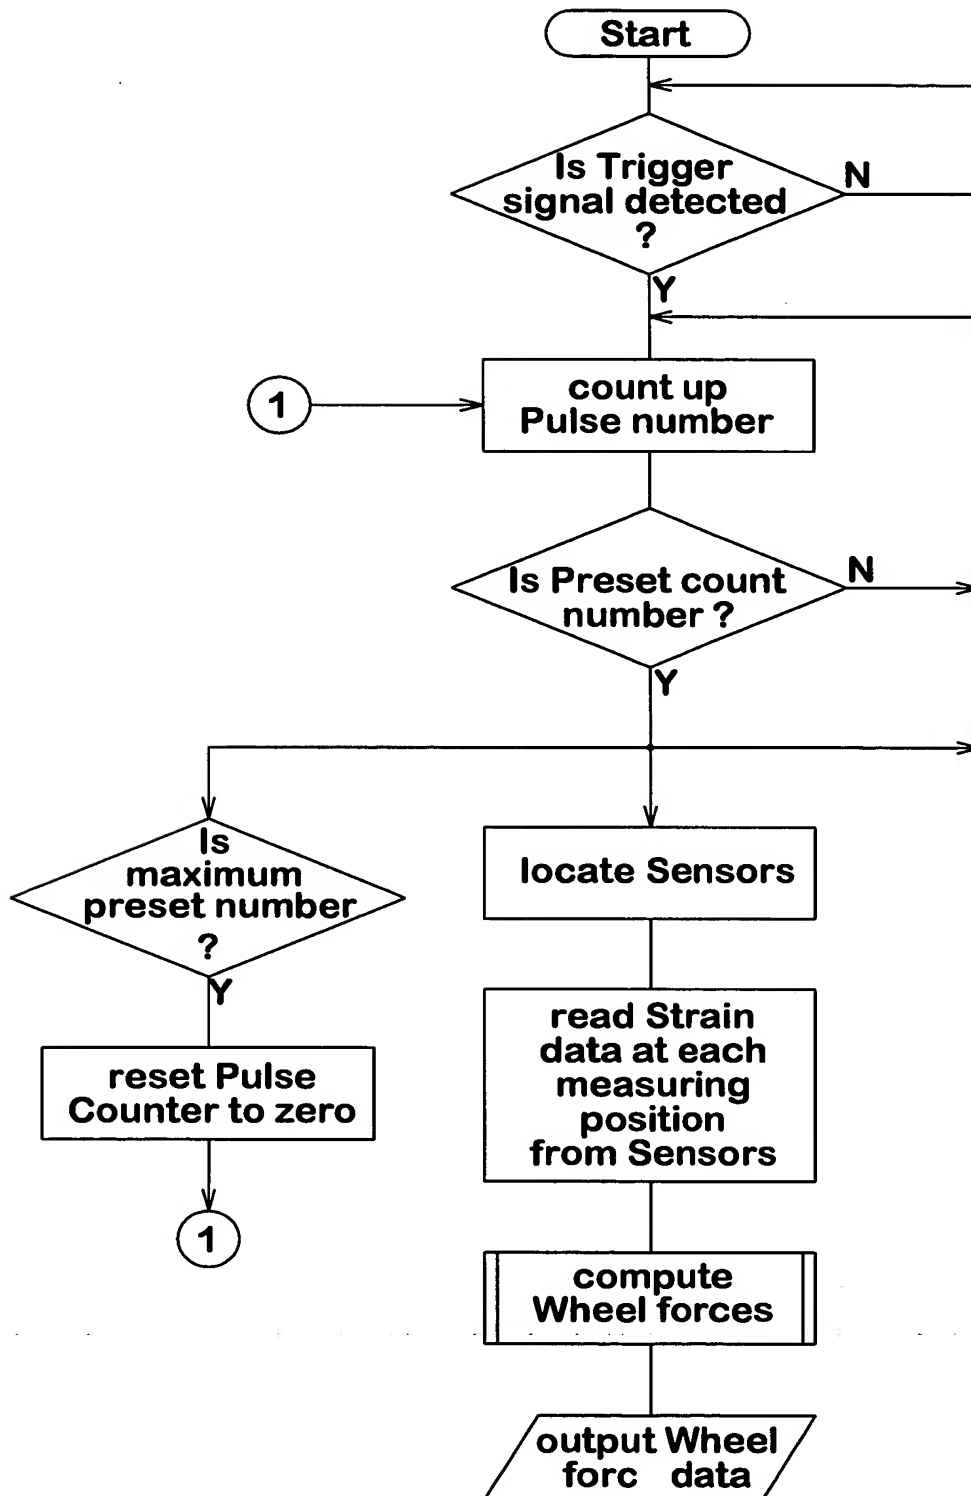 Start
Is Trigger
signal detected
?
N
Y
1
count up
Pulse number
Is Preset count
number ?
N
Y
Is
maximum
preset number
?
Y
reset Pulse
Counter to zero
1
locate Sensors
read Strain
data at each
measuring
position
from Sensors
compute
Wheel forces
output Wheel
forc data